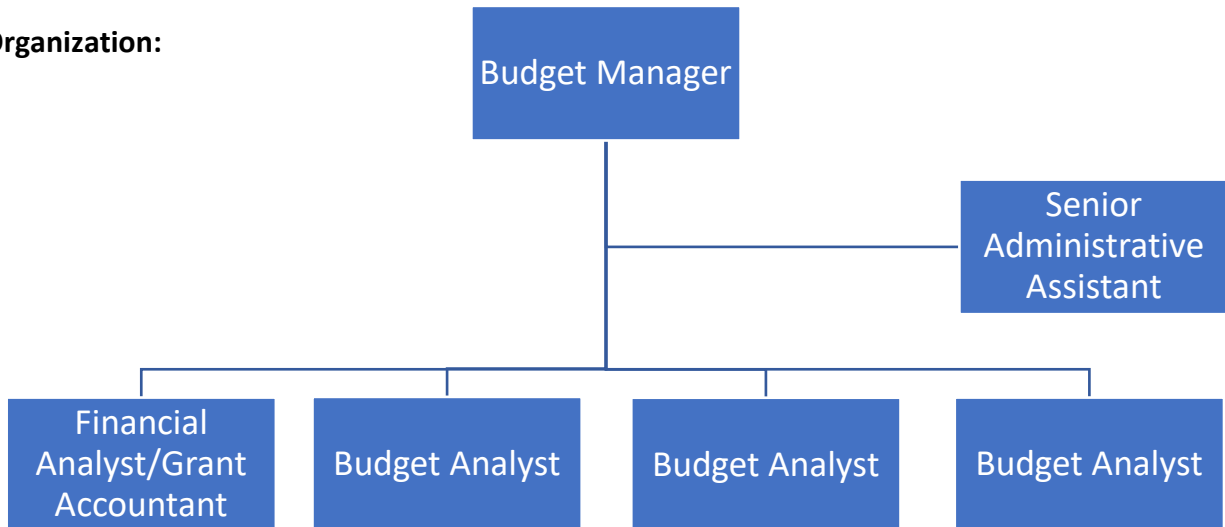 rganization:
Budget Manager
Senior
Administrative
Assistant
Financial
Analyst/Grant
Accountant
Budget Analyst
Budget Analyst
Budget Analyst